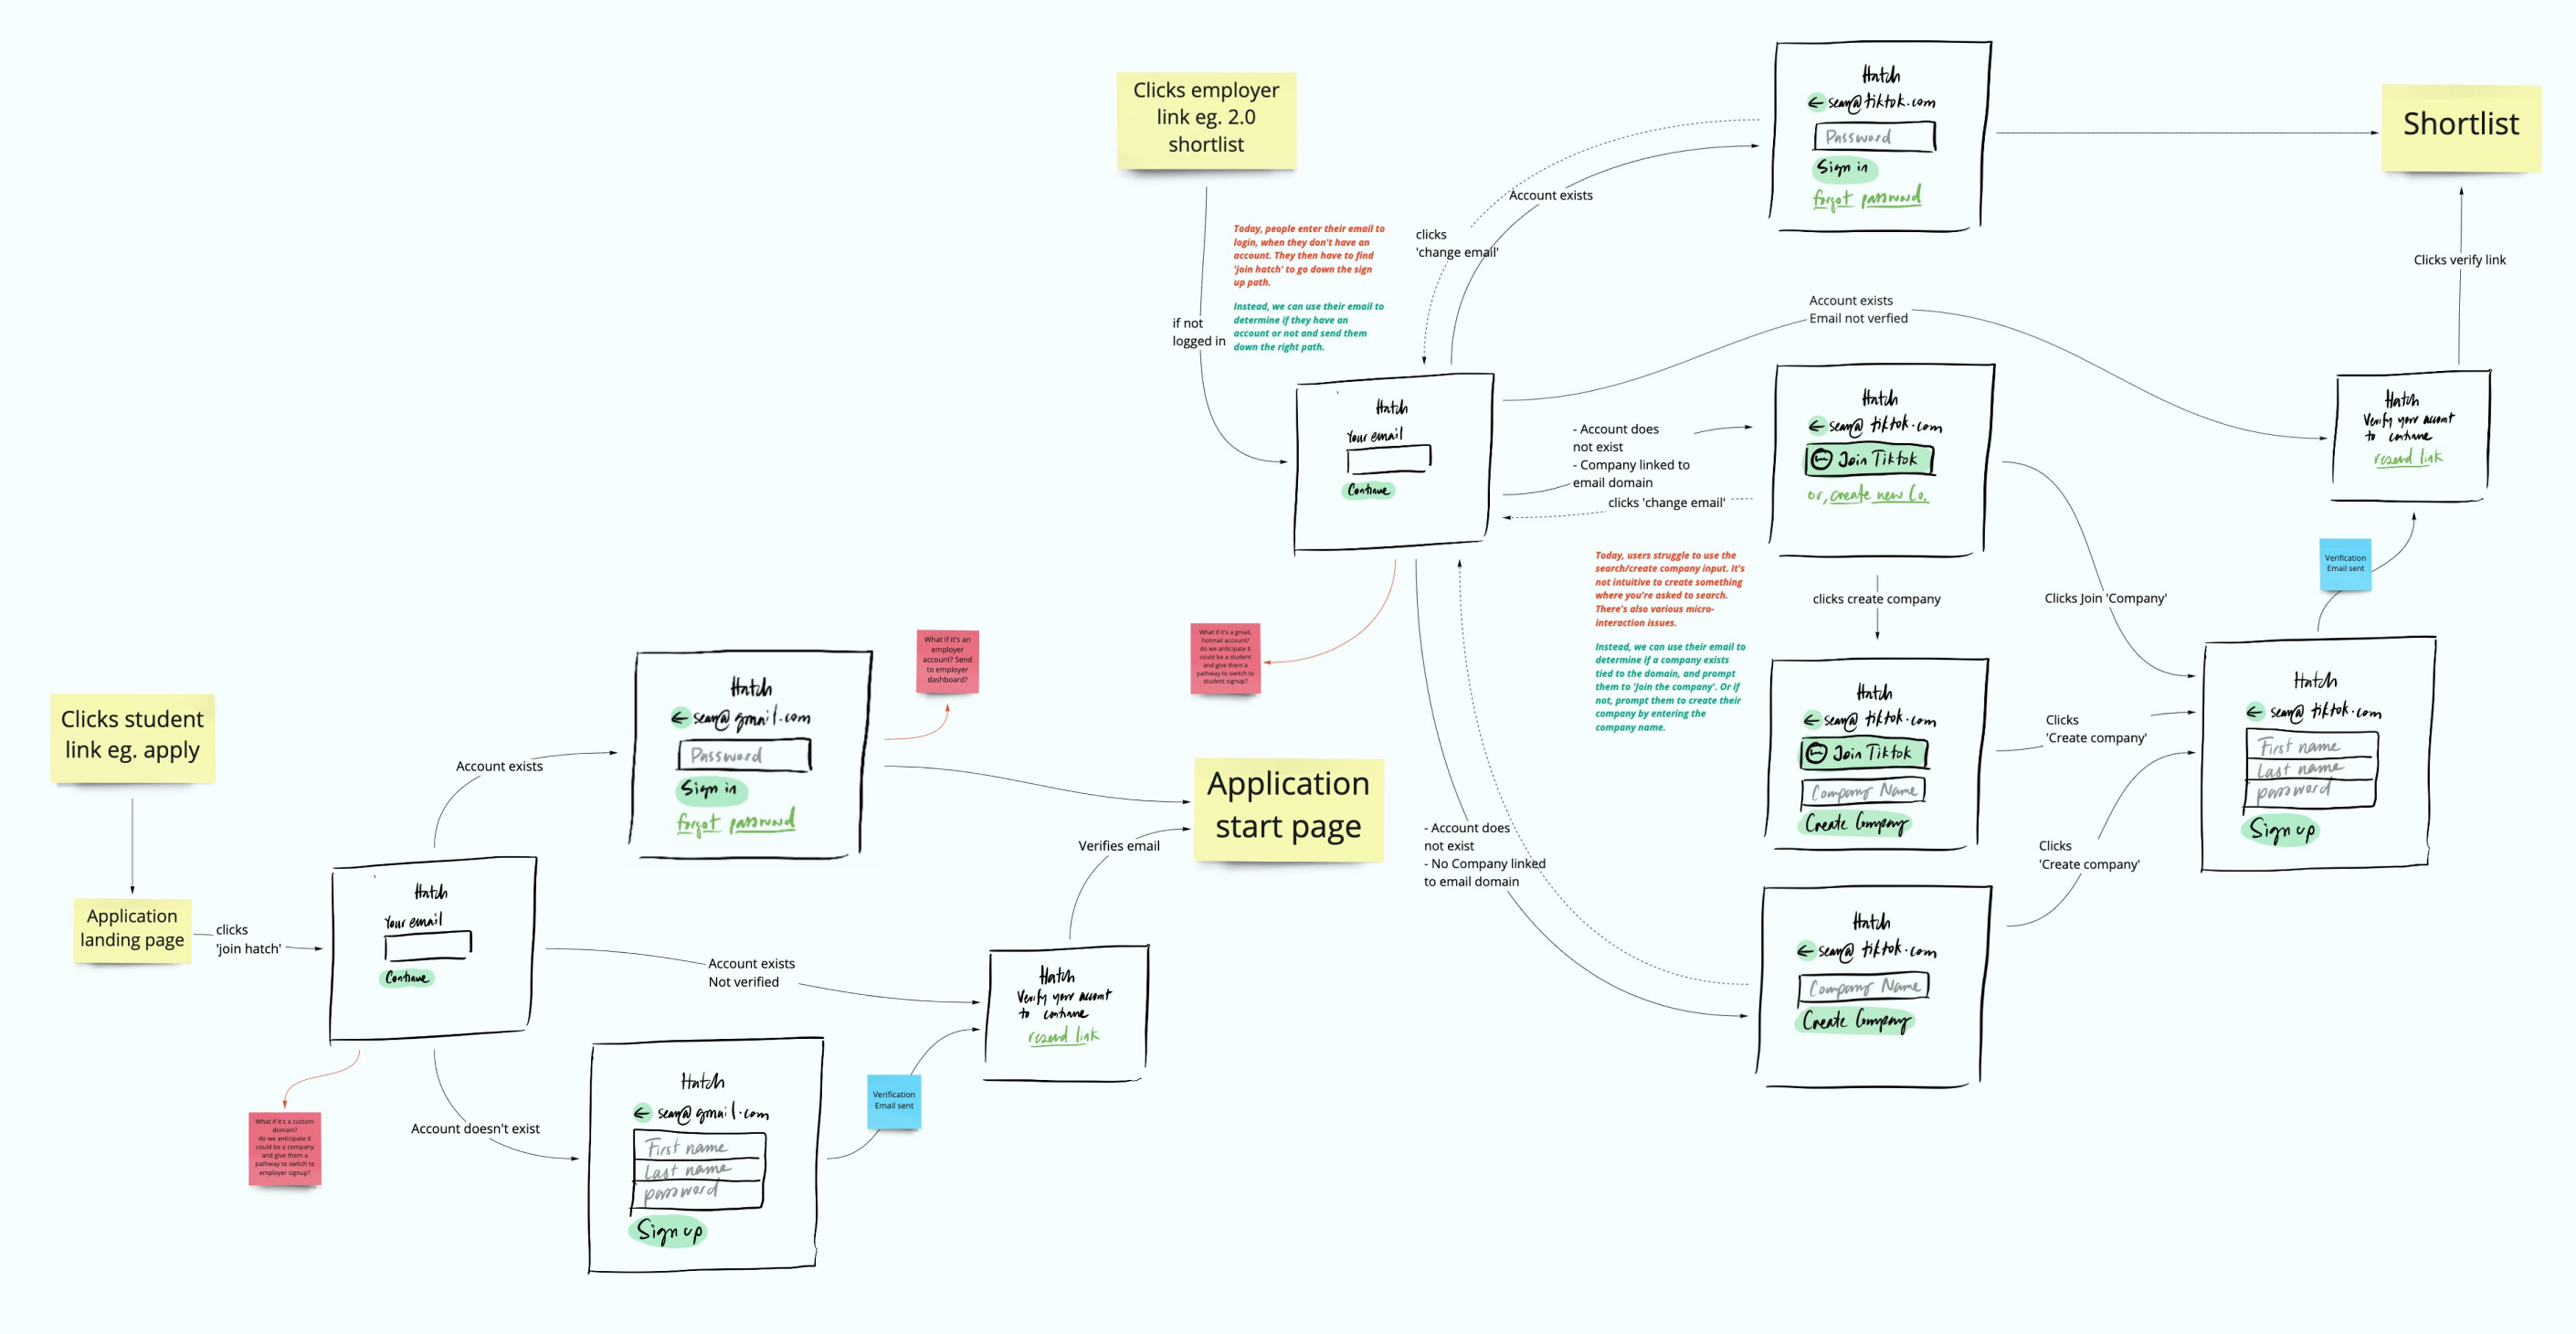 Clicks student
link eg. apply
Application
landing page
clicks
'join hatch'
Hatch
Your email
Continue
What if it's a custom
domain?
do we anticipate it
could be a company
and give them a
pathway to switch to
employer signup?
Account exists
Hatch
sean@gmail.com
Password
Sign in
forgot password
What if it's an
employer
account? Send
to employer
dashboard?
Account exists
Not verified
Account doesn't exist
Hatch
sean@gmail.com
First name
Last name
password
Sign up
Verification
Email sent
Hatch
Verify your account
to continue
resend link
Verifies email
Application
start page
Clicks employer
link eg. 2.0
shortlist
if not
logged in
Today, people enter their email to
login, when they don't have an
account. They then have to find
'join hatch' to go down the sign
up path.
Instead, we can use their email to
determine if they have an
account or not and send them
down the right path.
Hatch
Your email
Continue
What if it's a gmail,
hotmail account?
do we anticipate it
could be a student
and give them a
pathway to switch to
student signup?
clicks
'change email'
Account exists
Hatch
sean@tiktok.com
Password
Sign in
forgot password
Shortlist
Account exists
Email not verfied
- Account does
not exist
- Company linked to
email domain
clicks 'change email'
Hatch
sean@tiktok.com
Join Tiktok
or, create new Co.
Today, users struggle to use the
search/create company input. It's
not intuitive to create something
where you're asked to search.
There's also various micro-
interaction issues.
Instead, we can use their email to
determine if a company exists
tied to the domain, and prompt
them to 'Join the company'. Or if
not, prompt them to create their
company by entering the
company name.
clicks create company
Hatch
sean@tiktok.com
Join Tiktok
Company Name
Create Company
- Account does
not exist
- No Company linked
to email domain
Hatch
sean@tiktok.com
Company Name
Create Company
Clicks Join 'Company'
Clicks
'Create company'
Clicks
'Create company'
Hatch
sean@tiktok.com
First name
Last name
password
Sign up
Verification
Email sent
Hatch
Verify your account
to continue
resend link
Clicks verify link